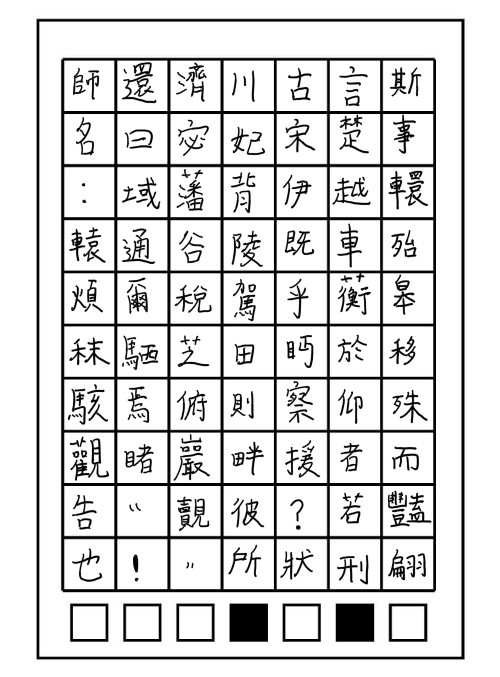 師還濟川古言斯
名曰宓妃宋楚事
：域藩背伊越轘
轅通谷陵既車殆
煩爾稅駕乎蘅皋
秣駟芝田眄於移
駭焉俯則察仰殊
觀睹巖畔援者而
告〝覿彼？若豔
也！〞所狀刑翩